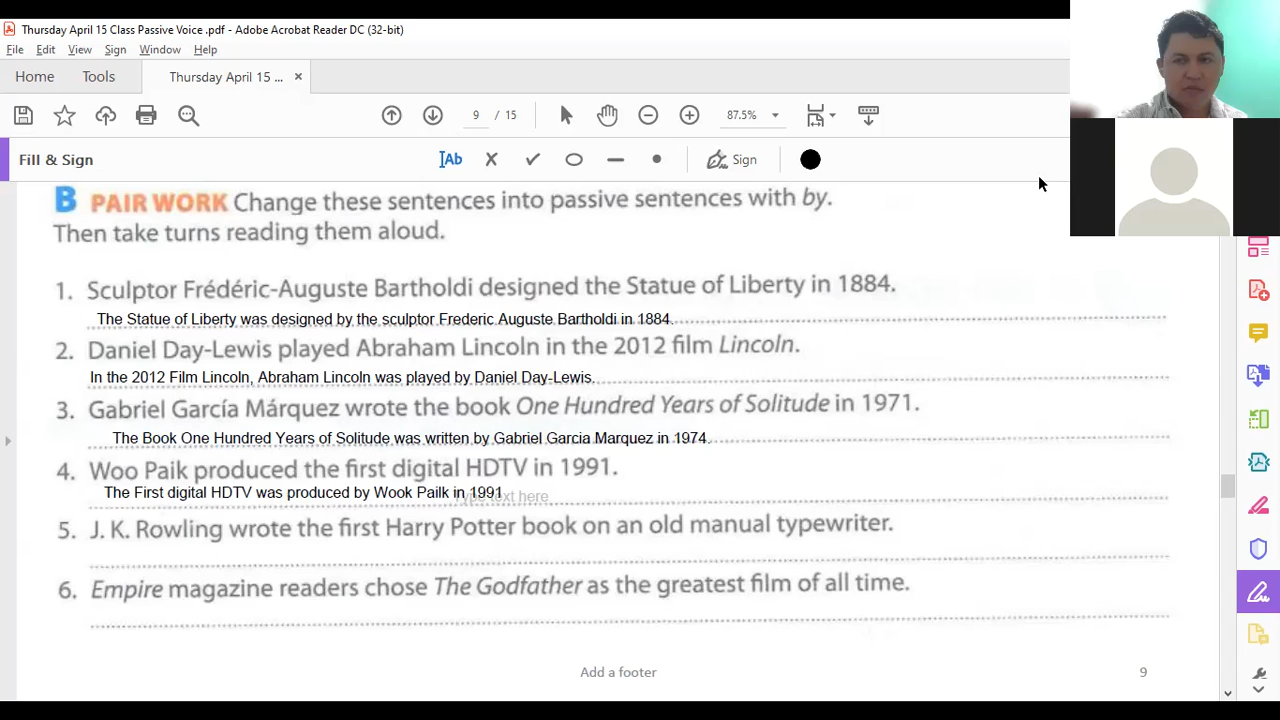 Thursday April 15 Class Passive Voice .pdf - Adobe Acrobat Reader DC (32-bit)
File Edit View Sign Window Help
Home Tools Thursday April 15 ... ×
9 / 15 87.5%
Fill & Sign Ab Sign
B PAIR WORK Change these sentences into passive sentences with by.
Then take turns reading them aloud.
1. Sculptor Frédéric-Auguste Bartholdi designed the Statue of Liberty in 1884.
The Statue of Liberty was designed by the sculptor Frederic Auguste Bartholdi in 1884.
2. Daniel Day-Lewis played Abraham Lincoln in the 2012 film Lincoln.
In the 2012 Film Lincoln, Abraham Lincoln was played by Daniel Day-Lewis.
3. Gabriel García Márquez wrote the book One Hundred Years of Solitude in 1971.
The Book One Hundred Years of Solitude was written by Gabriel Garcia Marquez in 1974.
4. Woo Paik produced the first digital HDTV in 1991.
The First digital HDTV was produced by Wook Pailk in 1991
Type text here
5. J. K. Rowling wrote the first Harry Potter book on an old manual typewriter.
6. Empire magazine readers chose The Godfather as the greatest film of all time.
Add a footer 9